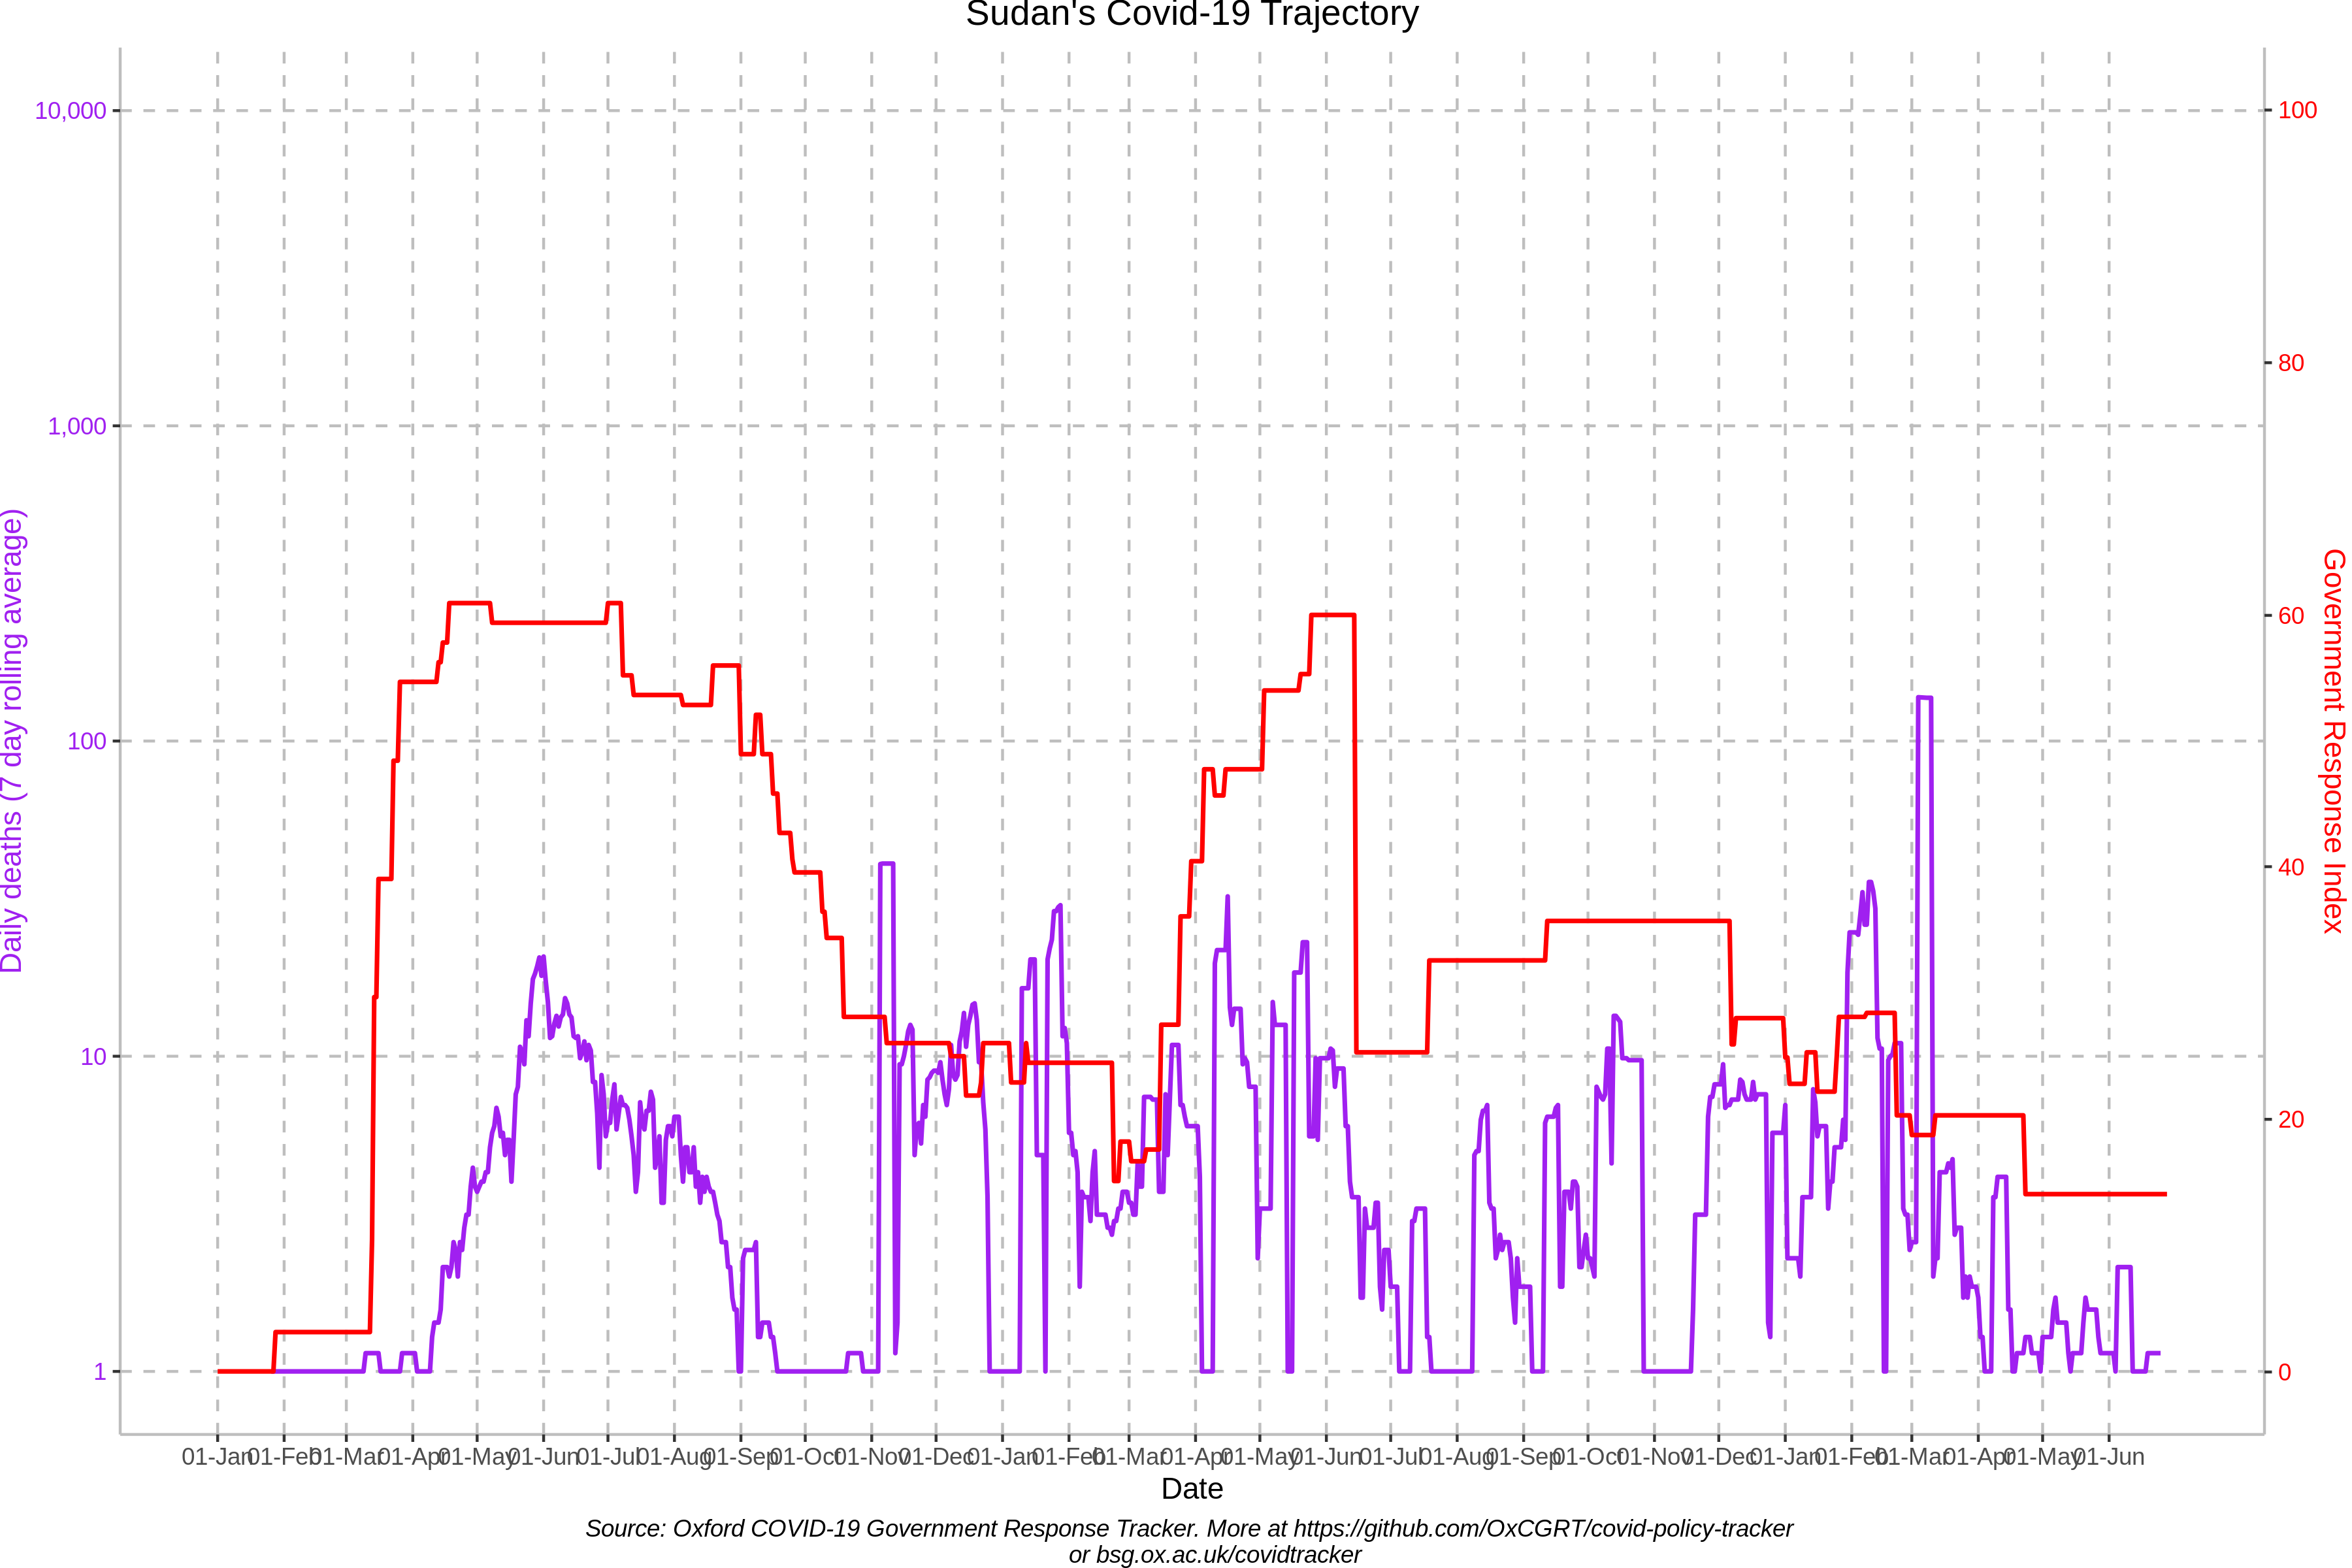 Sudan's Covid-19 Trajectory
10,000
1,000
100
10
1
Daily deaths (7 day rolling average)
100
80
60
40
20
0
Government Response Index
01-Jan 01-Feb 01-Mar 01-Apr 01-May 01-Jun 01-Jul 01-Aug 01-Sep 01-Oct 01-Nov 01-Dec 01-Jan 01-Feb 01-Mar 01-Apr 01-May 01-Jun 01-Jul 01-Aug 01-Sep 01-Oct 01-Nov 01-Dec 01-Jan 01-Feb 01-Mar 01-Apr 01-May 01-Jun
Date
Source: Oxford COVID-19 Government Response Tracker. More at https://github.com/OxCGRT/covid-policy-tracker
or bsg.ox.ac.uk/covidtracker